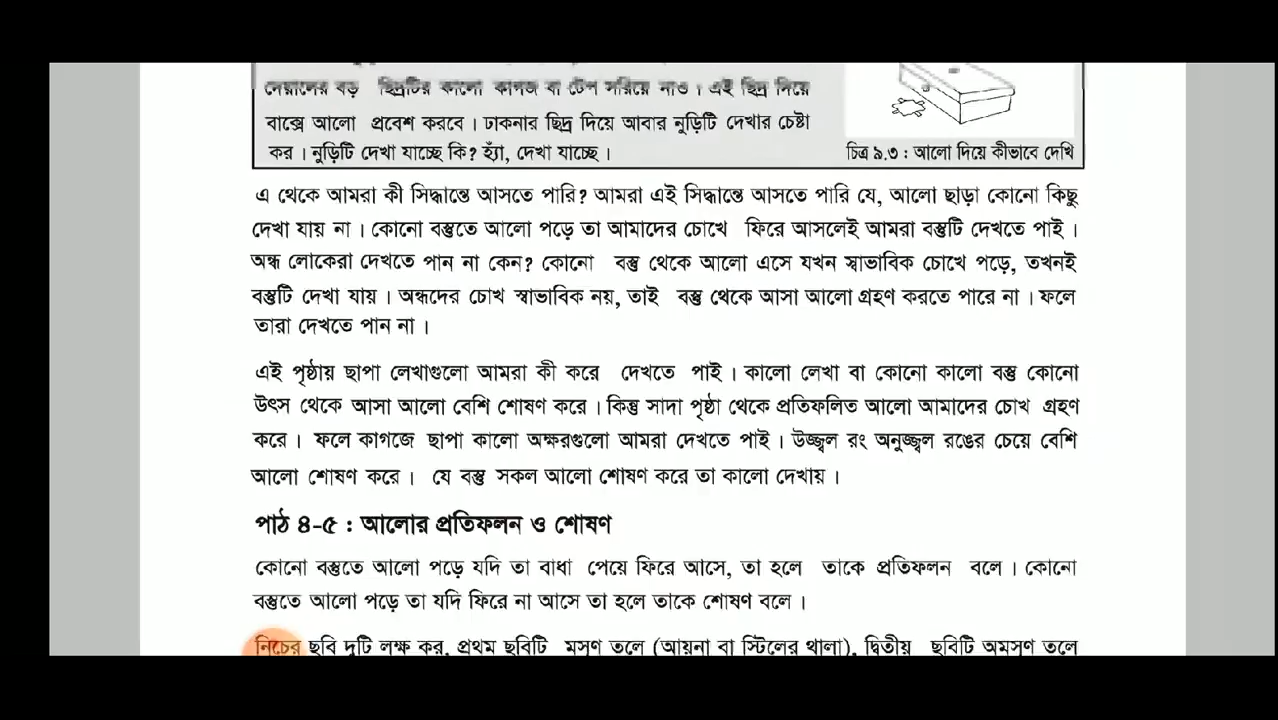 দেয়ালের বড় ছিদ্রটির কালো কাগজ বা টেপ সরিয়ে নাও। এই ছিদ্র দিয়ে
বাক্সে আলো প্রবেশ করবে। ঢাকনার ছিদ্র দিয়ে আবার নুড়িটি দেখার চেষ্টা
কর। নুড়িটি দেখা যাচ্ছে কি? হ্যাঁ, দেখা যাচ্ছে।
চিত্র ৯.৩ : আলো দিয়ে কীভাবে দেখি
এ থেকে আমরা কী সিদ্ধান্তে আসতে পারি? আমরা এই সিদ্ধান্তে আসতে পারি যে, আলো ছাড়া কোনো কিছু
দেখা যায় না। কোনো বস্তুতে আলো পড়ে তা আমাদের চোখে ফিরে আসলেই আমরা বস্তুটি দেখতে পাই।
অন্ধ লোকেরা দেখতে পান না কেন? কোনো বস্তু থেকে আলো এসে যখন স্বাভাবিক চোখে পড়ে, তখনই
বস্তুটি দেখা যায়। অন্ধদের চোখ স্বাভাবিক নয়, তাই বস্তু থেকে আসা আলো গ্রহণ করতে পারে না। ফলে
তারা দেখতে পান না।
এই পৃষ্ঠায় ছাপা লেখাগুলো আমরা কী করে দেখতে পাই। কালো লেখা বা কোনো কালো বস্তু কোনো
উৎস থেকে আসা আলো বেশি শোষণ করে। কিন্তু সাদা পৃষ্ঠা থেকে প্রতিফলিত আলো আমাদের চোখ গ্রহণ
করে। ফলে কাগজে ছাপা কালো অক্ষরগুলো আমরা দেখতে পাই। উজ্জ্বল রং অনুজ্জ্বল রঙের চেয়ে বেশি
আলো শোষণ করে। যে বস্তু সকল আলো শোষণ করে তা কালো দেখায়।
পাঠ ৪-৫ : আলোর প্রতিফলন ও শোষণ
কোনো বস্তুতে আলো পড়ে যদি তা বাধা পেয়ে ফিরে আসে, তা হলে তাকে প্রতিফলন বলে। কোনো
বস্তুতে আলো পড়ে তা যদি ফিরে না আসে তা হলে তাকে শোষণ বলে।
নিচের ছবি দুটি লক্ষ কর, প্রথম ছবিটি মসৃণ তলে (আয়না বা স্টিলের থালা), দ্বিতীয় ছবিটি অমসৃণ তলে